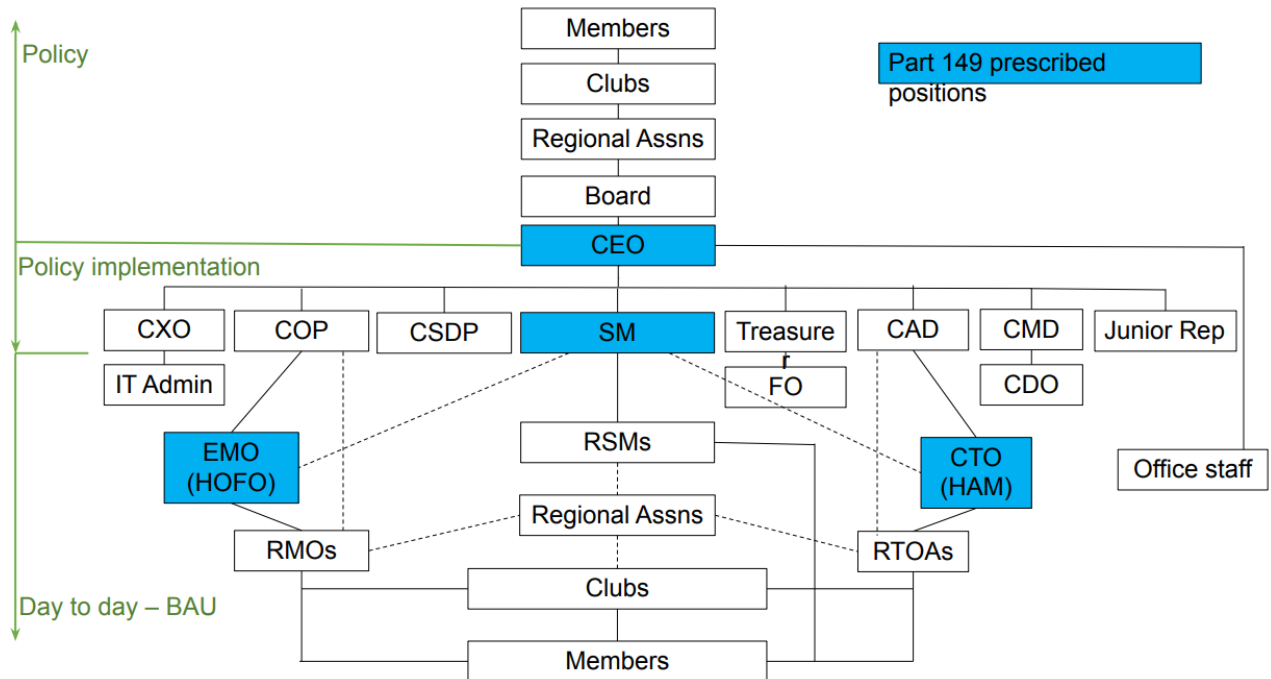 Members
Policy
Part 149 prescribed
positions
Clubs
Regional Assns
Board
CEO
Policy implementation
CXO
COP
CSDP
SM
Treasure
r
CAD
CMD
Junior Rep
IT Admin
FO
CDO
EMO
(HOFO)
RSMs
CTO
(HAM)
Office staff
Regional Assns
RMOs
RTOAs
Clubs
Day to day – BAU
Members